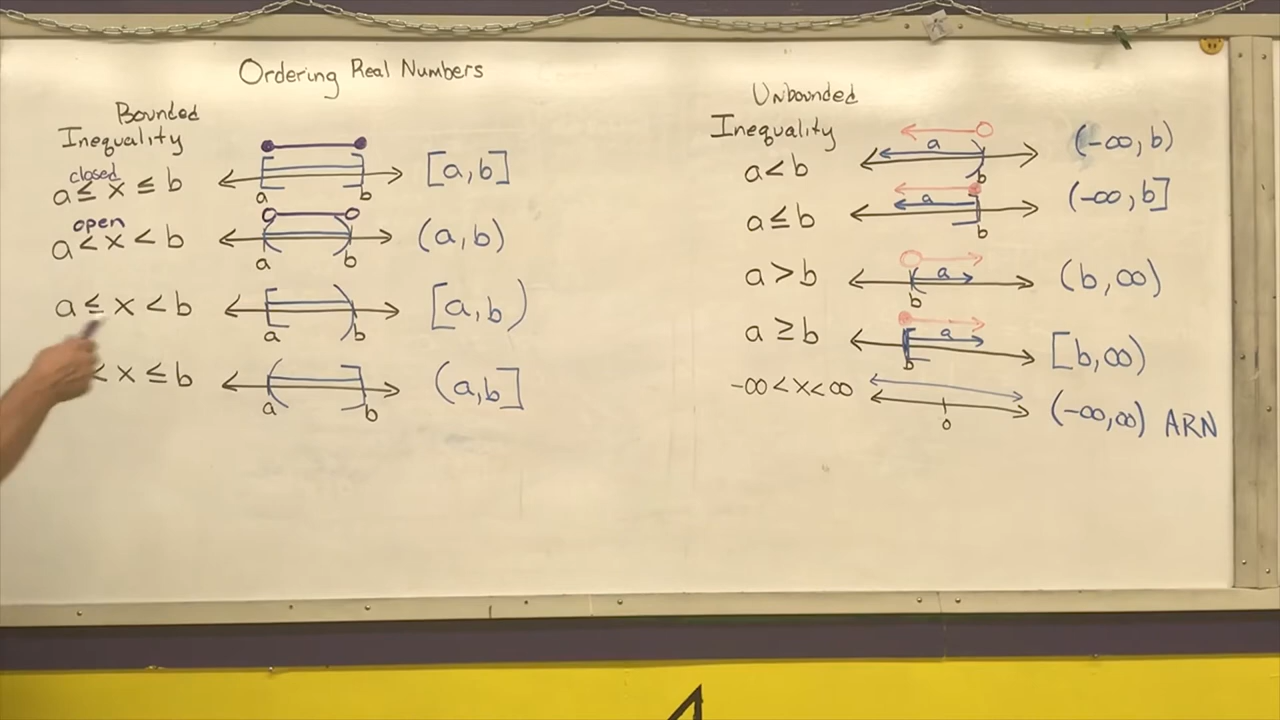 Ordering Real Numbers
Bounded
Inequality
closed
a ≤ x ≤ b
a b
[a, b]
open
a < x < b
a b
(a, b)
a ≤ x < b
a b
[a, b)
< x ≤ b
a b
(a, b]
Unbounded
Inequality
a < b
a
b
(-∞, b)
a ≤ b
a
b
(-∞, b]
a > b
a
b
(b, ∞)
a ≥ b
a
b
[b, ∞)
-∞ < x < ∞
0
(-∞, ∞) ARN